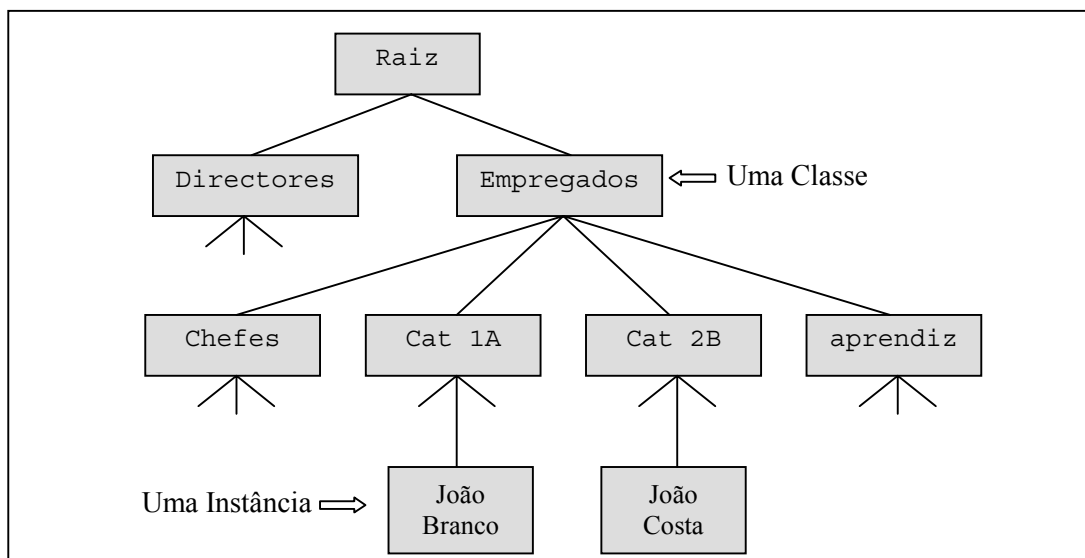 Raiz
Directores
Empregados
Uma Classe
Chefes
Cat 1A
Cat 2B
aprendiz
Uma Instância
João
Branco
João
Costa